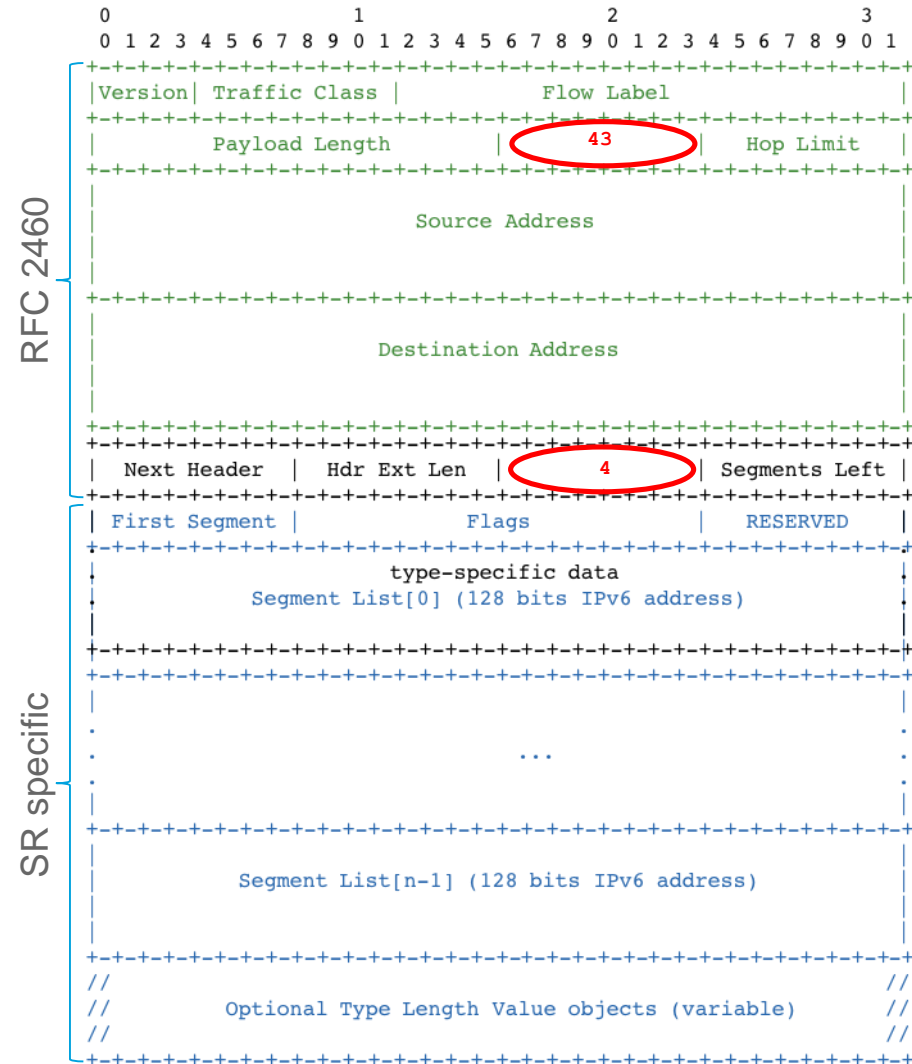 0 1 2 3
0 1 2 3 4 5 6 7 8 9 0 1 2 3 4 5 6 7 8 9 0 1 2 3 4 5 6 7 8 9 0 1
+-+-+-+-+-+-+-+-+-+-+-+-+-+-+-+-+-+-+-+-+-+-+-+-+-+-+-+-+-+-+-+-+
|Version| Traffic Class | Flow Label |
+-+-+-+-+-+-+-+-+-+-+-+-+-+-+-+-+-+-+-+-+-+-+-+-+-+-+-+-+-+-+-+-+
| Payload Length | 43 | Hop Limit |
+-+-+-+-+-+-+-+-+-+-+-+-+-+-+-+-+-+-+-+-+-+-+-+-+-+-+-+-+-+-+-+-+
| |
| Source Address |
| |
| |
+-+-+-+-+-+-+-+-+-+-+-+-+-+-+-+-+-+-+-+-+-+-+-+-+-+-+-+-+-+-+-+-+
| |
| Destination Address |
| |
| |
+-+-+-+-+-+-+-+-+-+-+-+-+-+-+-+-+-+-+-+-+-+-+-+-+-+-+-+-+-+-+-+-+
+-+-+-+-+-+-+-+-+-+-+-+-+-+-+-+-+-+-+-+-+-+-+-+-+-+-+-+-+-+-+-+-+
| Next Header | Hdr Ext Len | 4 | Segments Left |
+-+-+-+-+-+-+-+-+-+-+-+-+-+-+-+-+-+-+-+-+-+-+-+-+-+-+-+-+-+-+-+-+
RFC 2460
| First Segment | Flags | RESERVED |
+-+-+-+-+-+-+-+-+-+-+-+-+-+-+-+-+-+-+-+-+-+-+-+-+-+-+-+-+-+-+-+-+
. type-specific data .
| Segment List[0] (128 bits IPv6 address) |
| |
+-+-+-+-+-+-+-+-+-+-+-+-+-+-+-+-+-+-+-+-+-+-+-+-+-+-+-+-+-+-+-+-+
+-+-+-+-+-+-+-+-+-+-+-+-+-+-+-+-+-+-+-+-+-+-+-+-+-+-+-+-+-+-+-+-+
| |
. .
. ... .
. .
| |
+-+-+-+-+-+-+-+-+-+-+-+-+-+-+-+-+-+-+-+-+-+-+-+-+-+-+-+-+-+-+-+-+
| |
| Segment List[n-1] (128 bits IPv6 address) |
| |
| |
+-+-+-+-+-+-+-+-+-+-+-+-+-+-+-+-+-+-+-+-+-+-+-+-+-+-+-+-+-+-+-+-+
// //
// Optional Type Length Value objects (variable) //
// //
+-+-+-+-+-+-+-+-+-+-+-+-+-+-+-+-+-+-+-+-+-+-+-+-+-+-+-+-+-+-+-+-+
SR specific